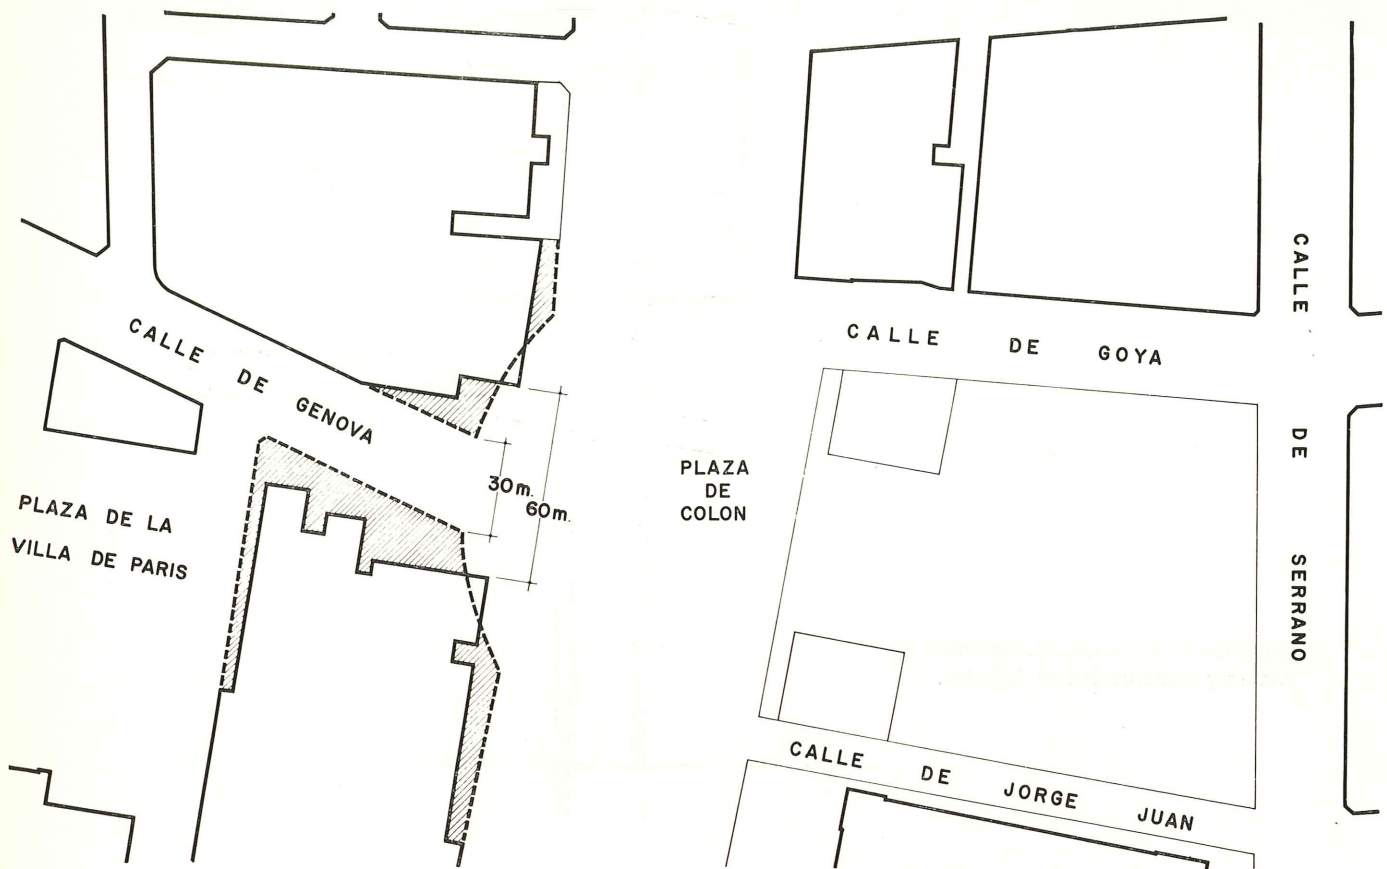 CALLE DE GENOVA
PLAZA DE LA
VILLA DE PARIS
30m.
60m.
PLAZA
DE
COLON
CALLE DE GOYA
CALLE DE SERRANO
CALLE DE JORGE JUAN